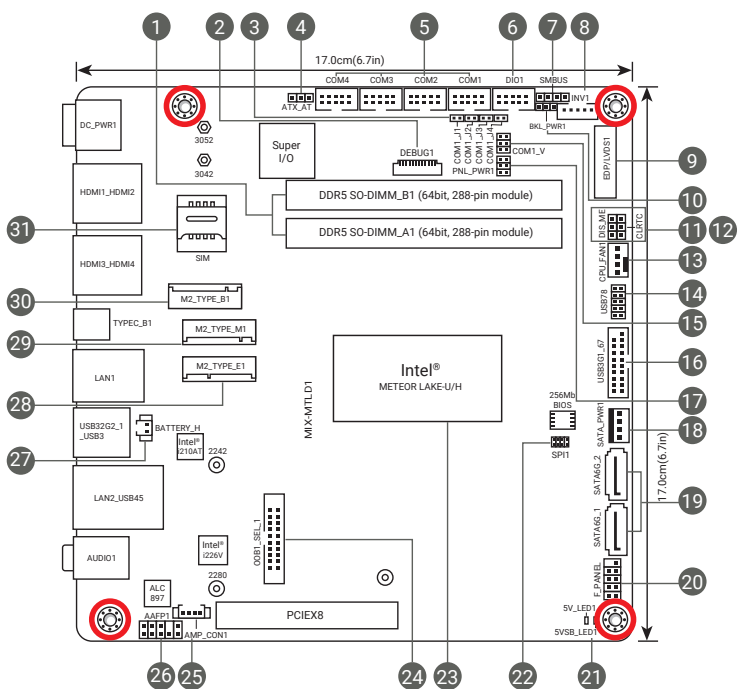 1
2
3
4
5
6
7
8
17.0cm(6.7in)
COM4
COM3
COM2
COM1
DIO1
SMBUS
ATX_AT
INV1
BKL_PWR1
DC_PWR1
3052
3042
Super
I/O
DEBUG1
COM1_J1
COM1_J2
COM1_J3
COM1_J4
COM1_V
PNL_PWR1
EDP/LVDS1
9
10
HDMI1_HDMI2
DDR5 SO-DIMM_B1 (64bit, 288-pin module)
DDR5 SO-DIMM_A1 (64bit, 288-pin module)
DIS_ME
CLRTC
11
12
31
SIM
HDMI3_HDMI4
CPU_FAN1
13
30
M2_TYPE_B1
USB78
14
TYPEC_B1
29
M2_TYPE_M1
15
LAN1
28
M2_TYPE_E1
Intel®
METEOR LAKE-U/H
MIX-MTLD1
USB3G1_67
16
17
256Mb
BIOS
USB32G2_1
_USB3
BATTERY_H
Intel®
i210AT
27
2242
SPI1
SATA_PWR1
18
LAN2_USB45
SATA6G_2
17.0cm(6.7in)
19
OOB1_SEL_1
SATA6G_1
Intel®
i226V
AUDIO1
2280
F_PANEL
20
ALC
897
AAFP1
AMP_CON1
PCIEX8
5V_LED1
5VSB_LED1
26
25
24
23
22
21